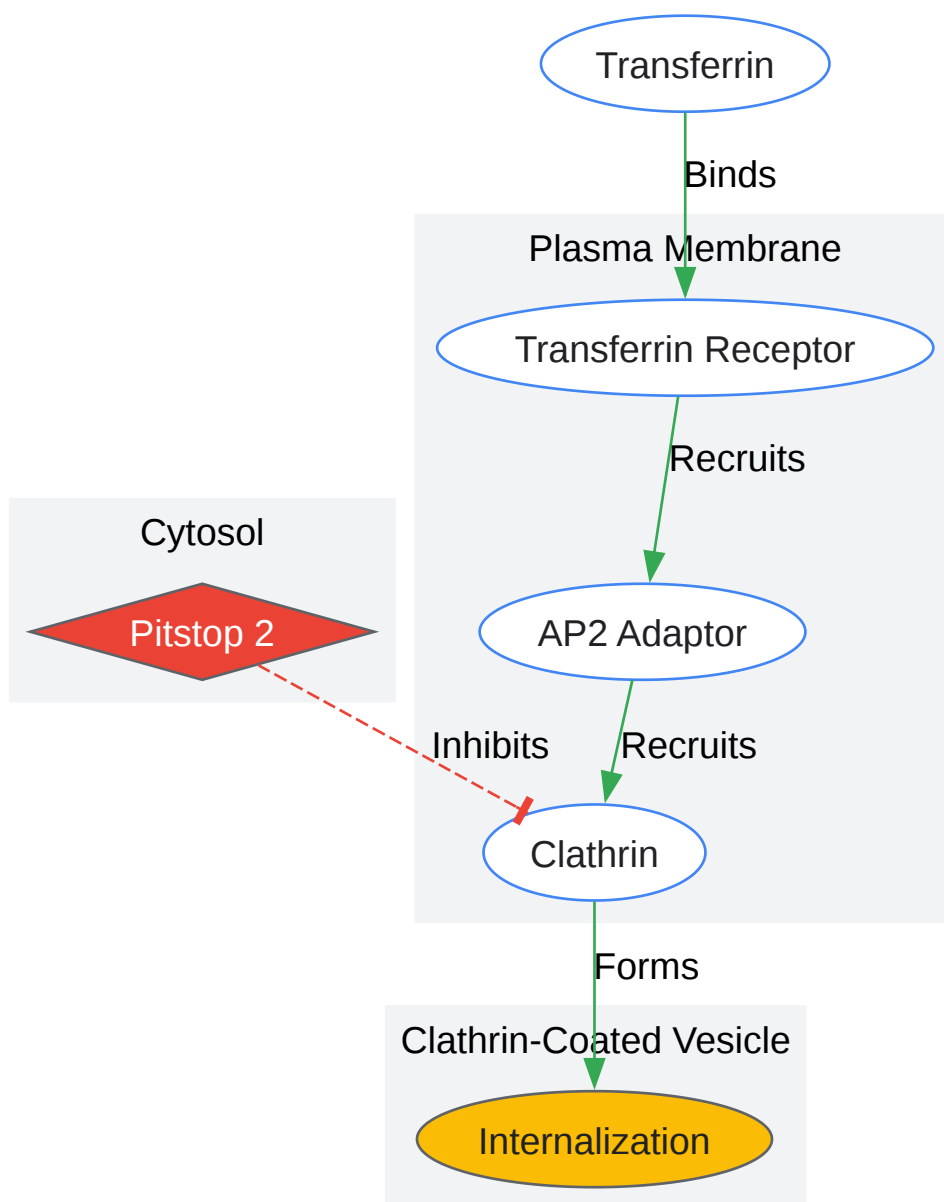 Transferrin
Binds
Plasma Membrane
Transferrin Receptor
Recruits
Cytosol
Pitstop 2
AP2 Adaptor
Inhibits
Recruits
Clathrin
Forms
Clathrin-Coated Vesicle
Internalization